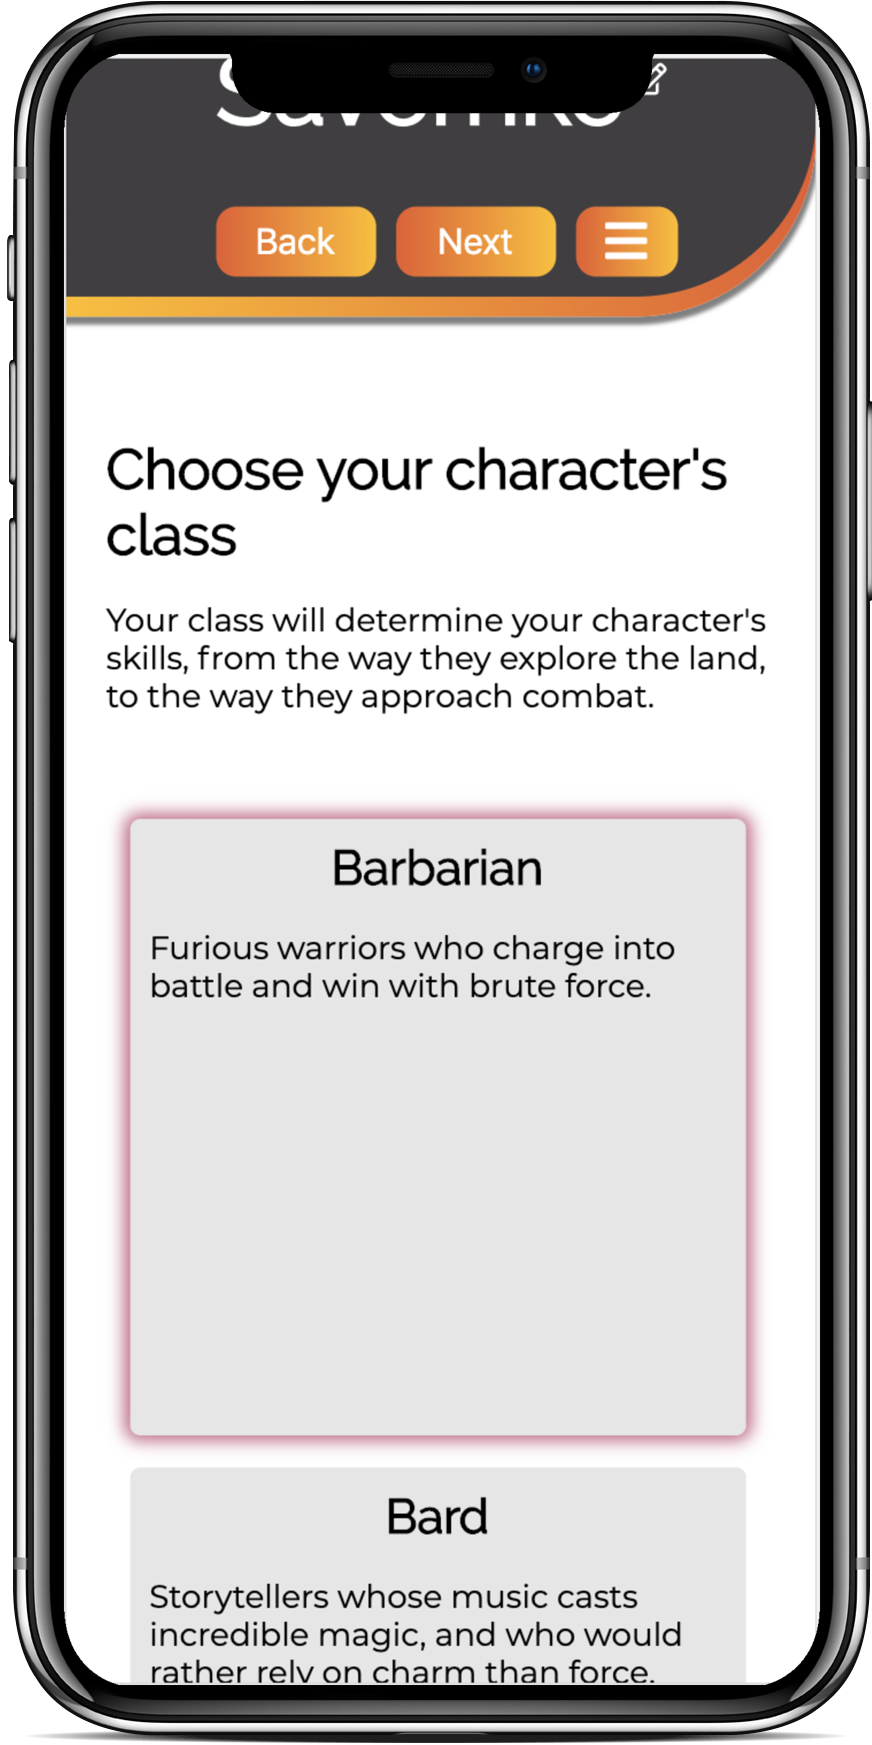 Back
Next
Choose your character's
class
Your class will determine your character's
skills, from the way they explore the land,
to the way they approach combat.
Barbarian
Furious warriors who charge into
battle and win with brute force.
Bard
Storytellers whose music casts
incredible magic, and who would
rather rely on charm than force.